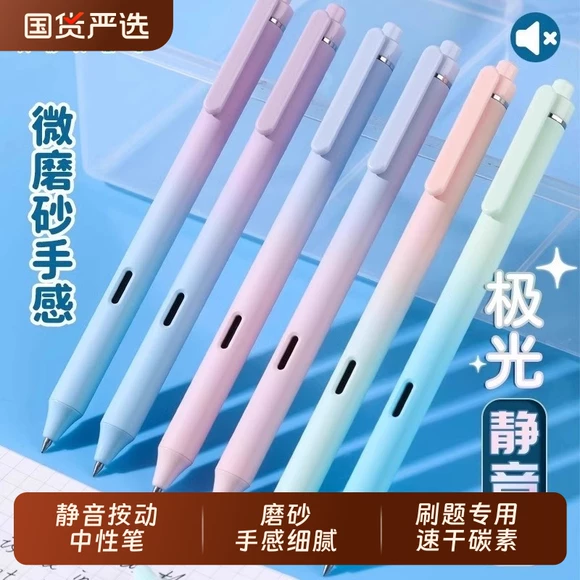 国货严选
微磨砂手感
极光
静音
静音按动
中性笔
磨砂
手感细腻
刷题专用
速干碳素